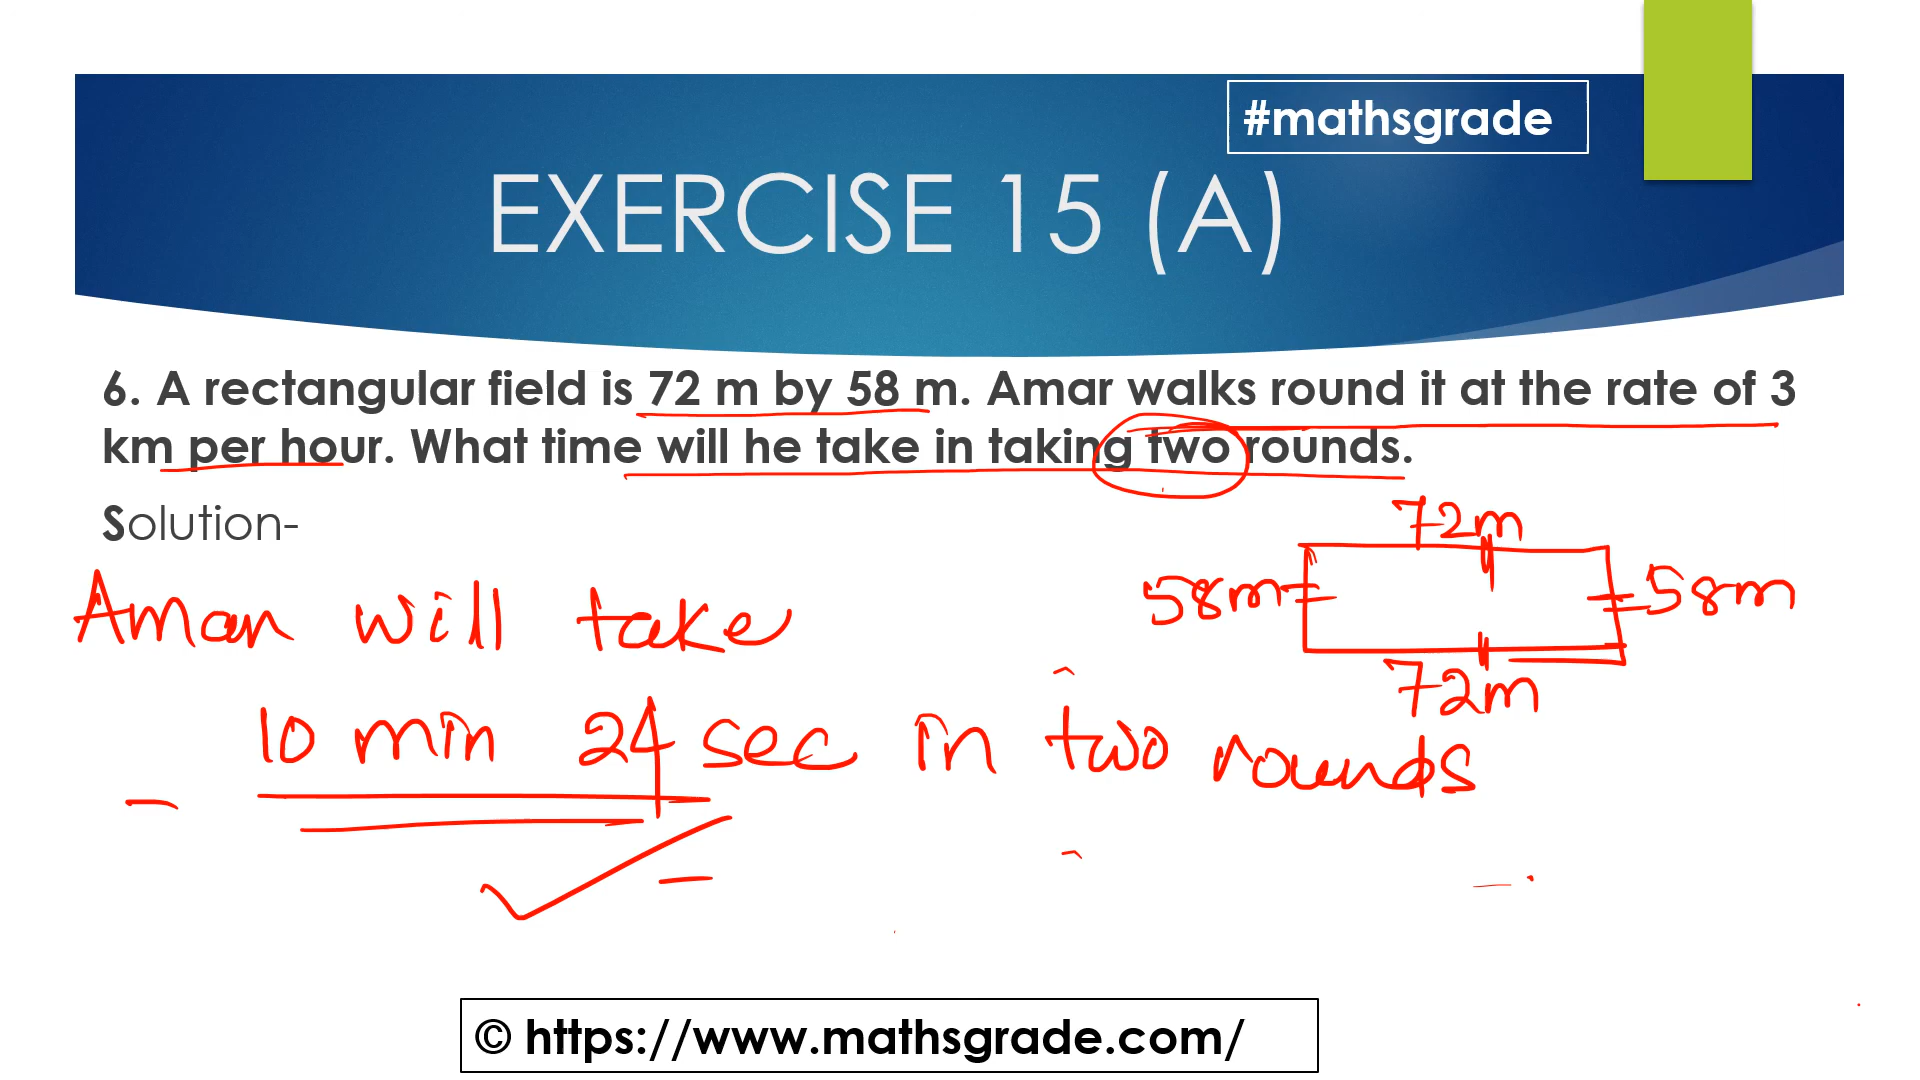 #mathsgrade
EXERCISE 15 (A)
6. A rectangular field is 72 m by 58 m. Amar walks round it at the rate of 3
km per hour. What time will he take in taking two rounds.
Solution-
72m
58m 58m
72m
Aman will take
10 min 24 sec in two rounds
© https://www.mathsgrade.com/